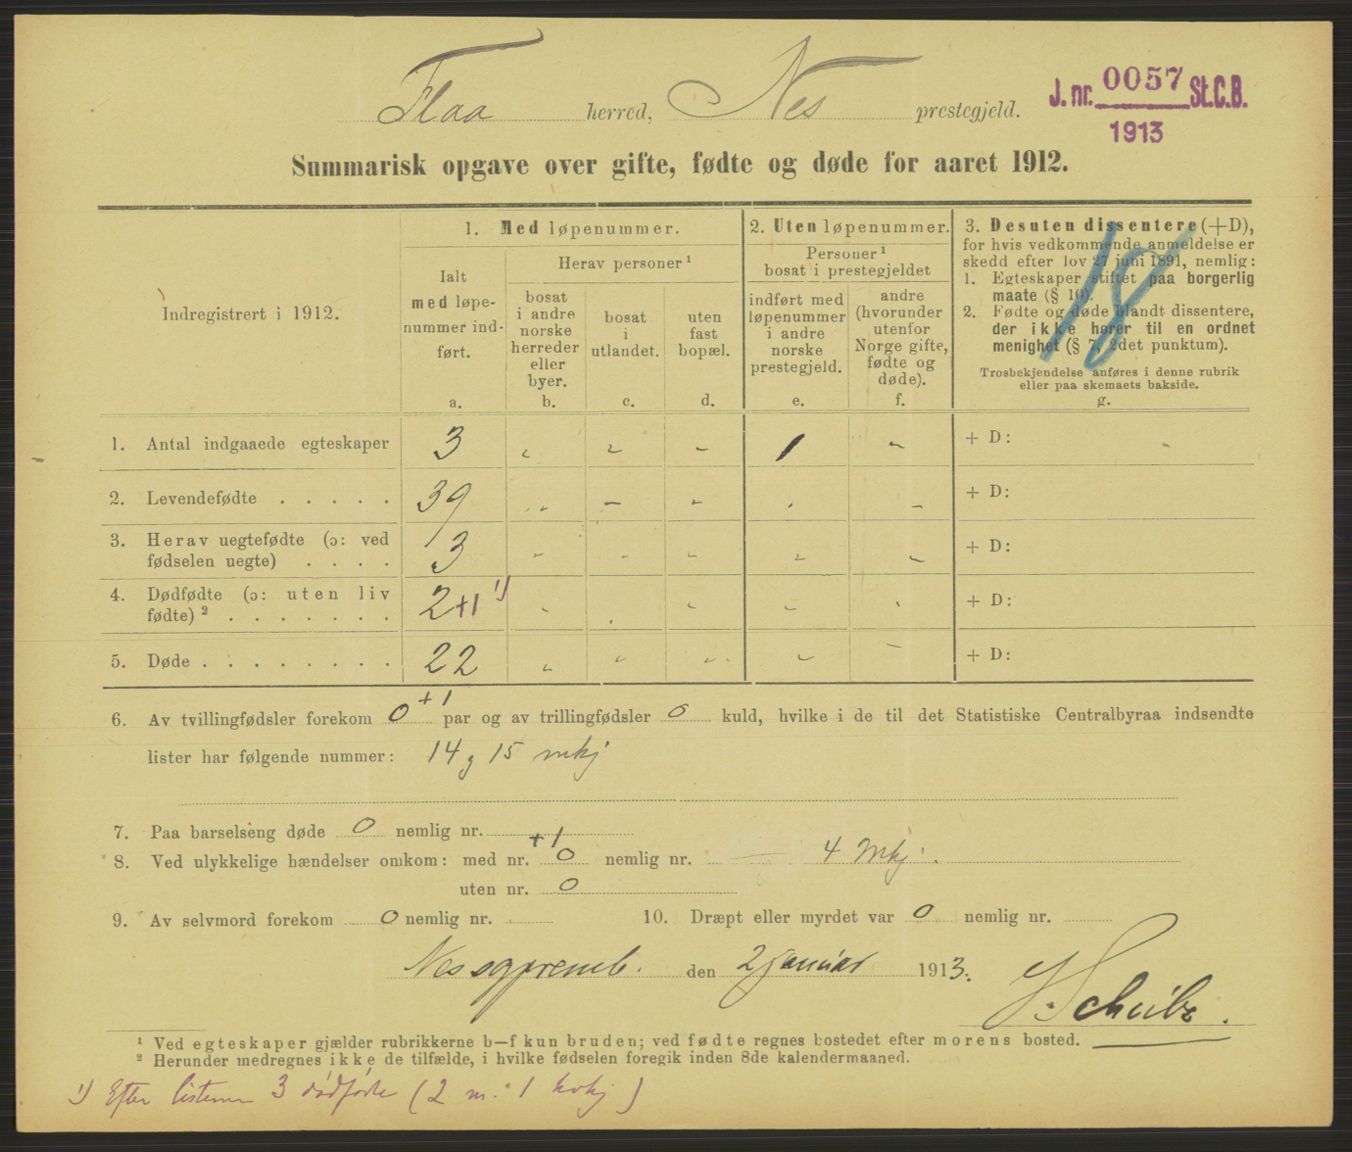 Flaa herred, Nes prestegjeld.
J. nr. 0057 St.C.B.
1913
Summarisk opgave over gifte, fødte og døde for aaret 1912.
18
Indregistrert i 1912.
1. Med løpenummer.
Ialt med løpe-nummer ind-ført.
a.
Herav personer ¹
bosat i andre norske herreder eller byer.
b.
bosat i utlandet.
c.
uten fast bopæl.
d.
2. Uten løpenummer.
Personer ¹
bosat i prestegjeldet
indført med løpenummer i andre norske prestegjeld.
e.
andre (hvorunder utenfor Norge gifte, fødte og døde).
f.
3. Desuten dissentere (+D),
for hvis vedkommende anmeldelse er
skedd efter lov 27 juni 1891, nemlig:
1. Egteskaper stiftet paa borgerlig
maate (§ 10).
2. Fødte og døde blandt dissentere,
der ikke hører til en ordnet
menighet (§ 7, 2det punktum).
Trosbekjendelse anføres i denne rubrik
eller paa skemaets bakside.
g.
1. Antal indgaaede egteskaper 3 „ „ „ 1 „ + D:
2. Levendefødte . . . . . 39 „ „ „ „ „ + D:
3. Herav uegtefødte (ɔ: ved
fødselen uegte) . . . . 3 „ „ „ „ „ + D:
4. Dødfødte (ɔ: uten liv
fødte) ² . . . . . . . 2+1 ¹) „ . „ „ „ + D:
5. Døde . . . . . . . . 22 „ „ „ „ „ + D:
+1
6. Av tvillingfødsler forekom 0 par og av trillingfødsler 0 kuld, hvilke i de til det Statistiske Centralbyraa indsendte
lister har følgende nummer: 14 g 15 mkj
7. Paa barselseng døde 0 nemlig nr.
+1
8. Ved ulykkelige hændelser omkom: med nr. 0 nemlig nr. 4 Mkj.
uten nr. 0
9. Av selvmord forekom 0 nemlig nr. 10. Dræpt eller myrdet var 0 nemlig nr.
den 2 januar 1913.
Scheibe.
¹ Ved egteskaper gjælder rubrikkerne b—f kun bruden; ved fødte regnes bostedet efter morens bosted.
² Herunder medregnes ikke de tilfælde, i hvilke fødselen foregik inden 8de kalendermaaned.
¹) Efter listerne 3 dødfødte (2 m. 1 kvkj)